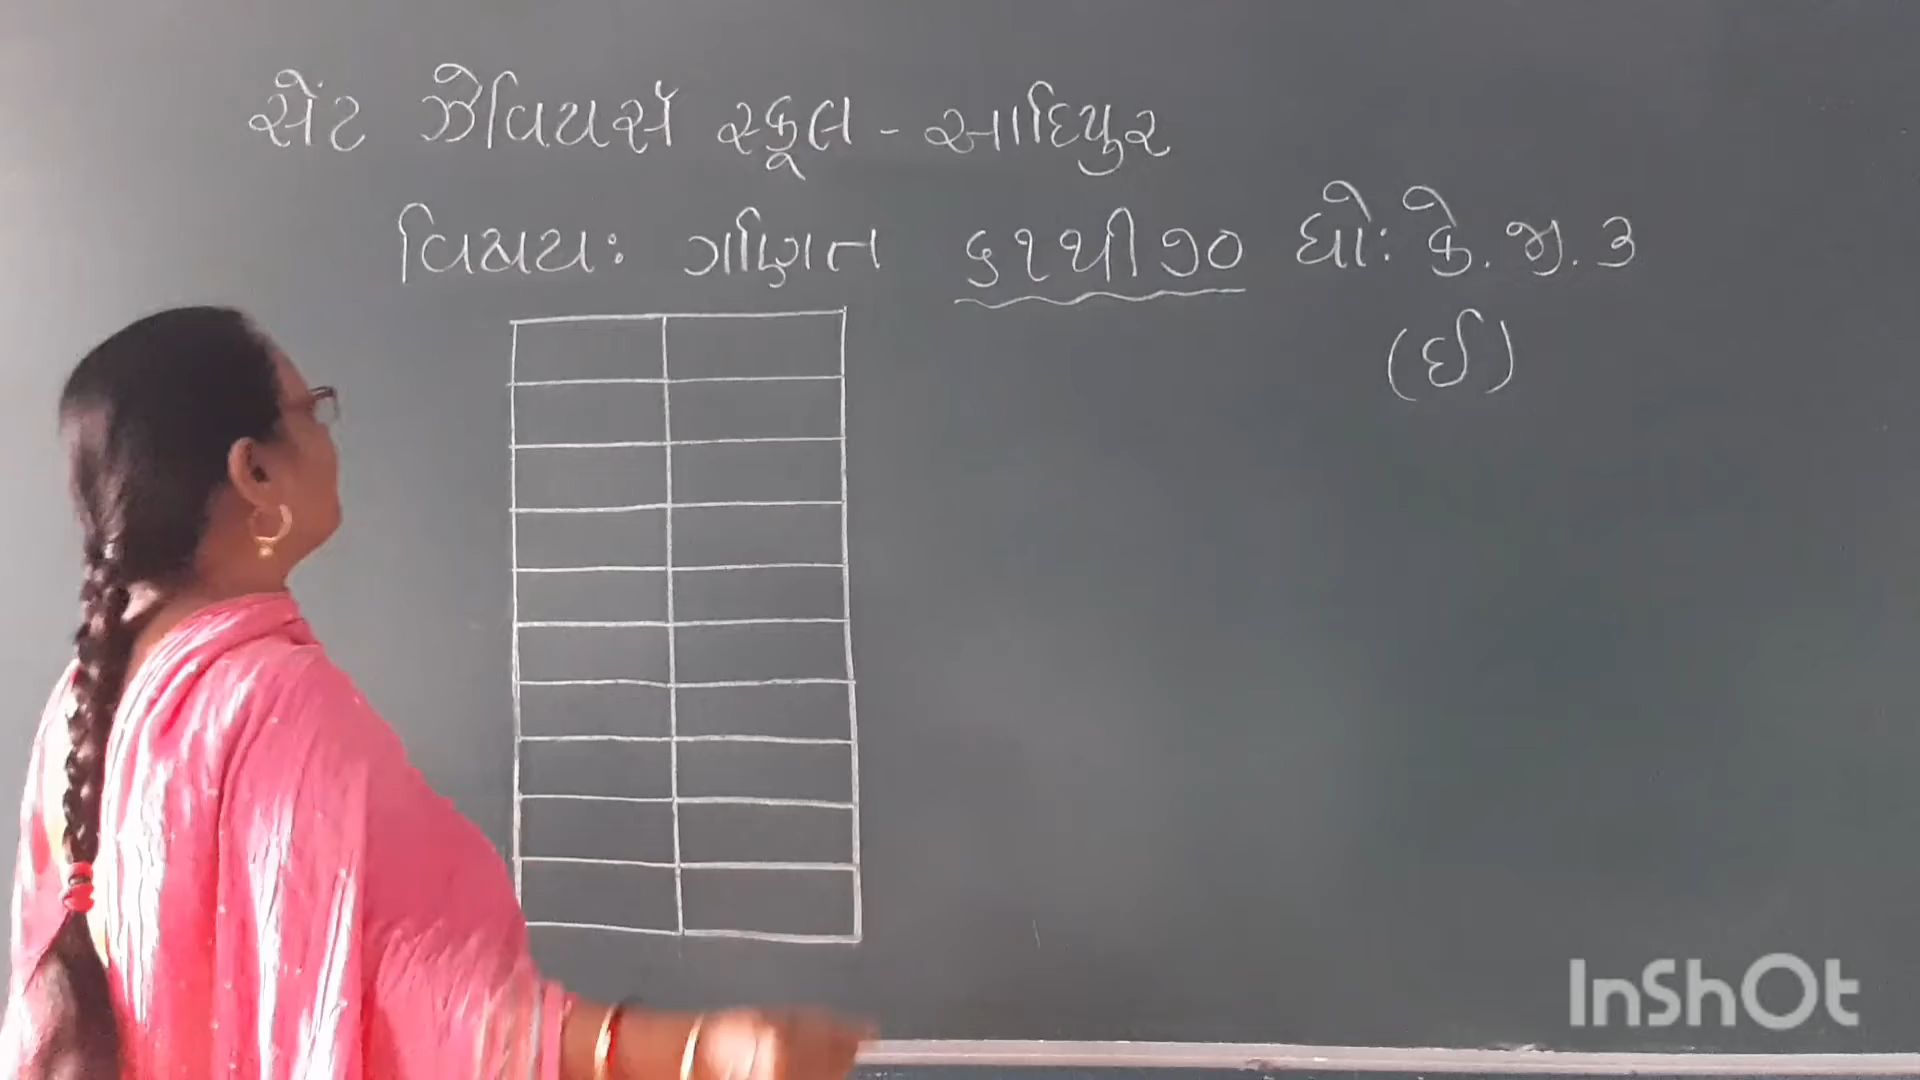 સેંટ ઝેવિયર્સ સ્કૂલ - આદિપુર
વિષય: ગણિત ૬૧થી૭૦ ધો: કે.જી.૩
(ઈ)
InShOt